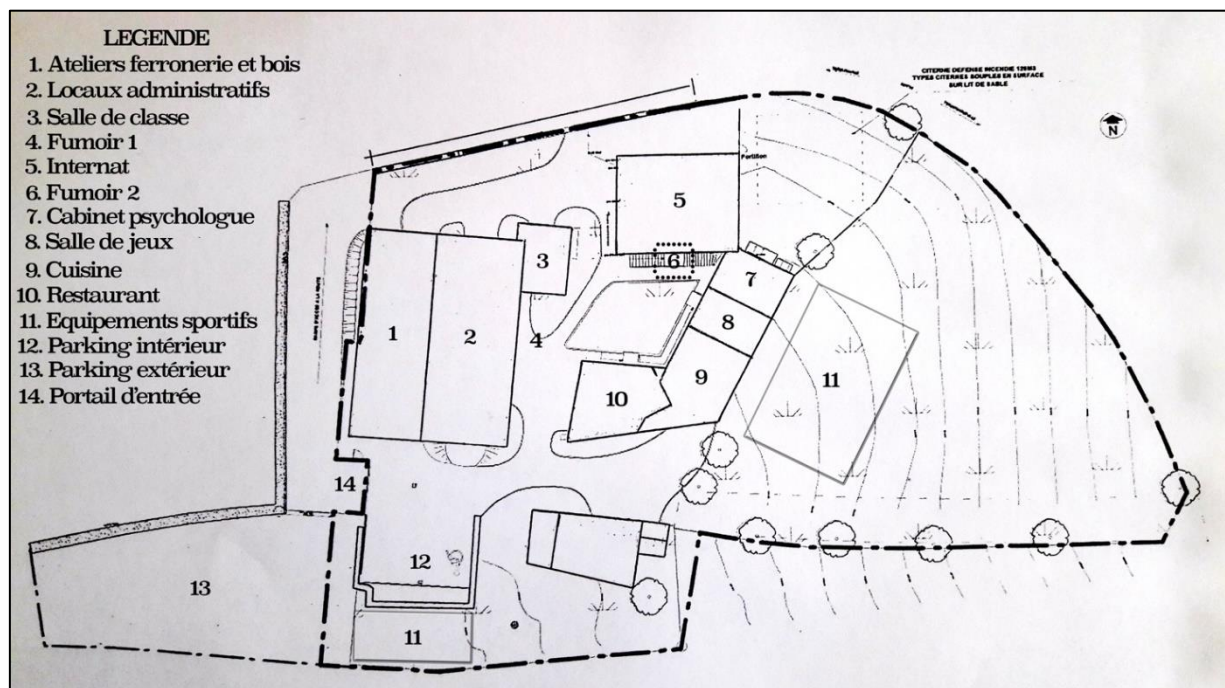 LEGENDE
1. Ateliers ferronerie et bois
2. Locaux administratifs
3. Salle de classe
4. Fumoir 1
5. Internat
6. Fumoir 2
7. Cabinet psychologue
8. Salle de jeux
9. Cuisine
10. Restaurant
11. Equipements sportifs
12. Parking intérieur
13. Parking extérieur
14. Portail d'entrée
CITERNE DEFENSE INCENDIE
TYPES CITERNES SOUPLES EN SURFACE
SUR LIT DE SABLE
N
Portillon
5
3
6
7
1
2
4
8
11
10
9
14
12
13
11